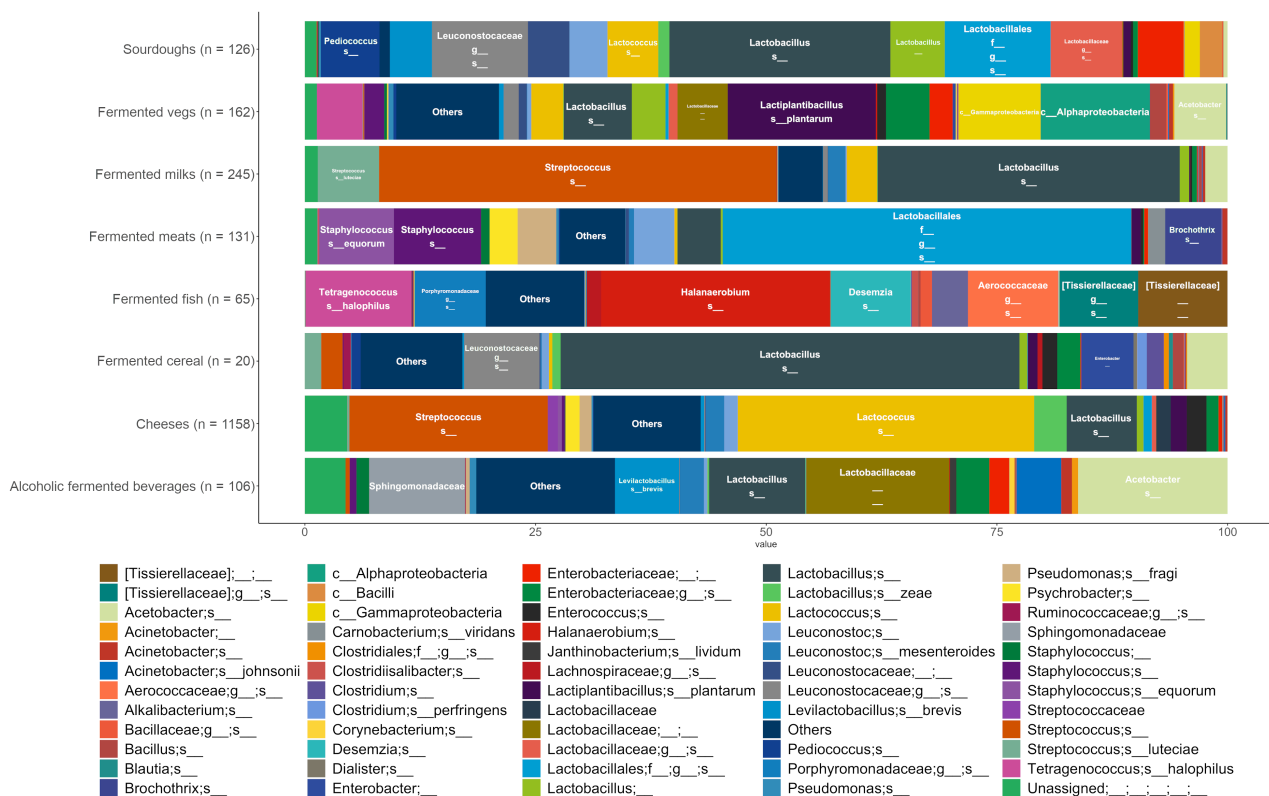 Sourdoughs (n = 126)
Pediococcus
s__
Leuconostocaceae
g__
s__
Lactococcus
s__
Lactobacillus
s__
Lactobacillus
__
Lactobacillales
f__
g__
s__
Lactobacillaceae
g__
s__
Fermented vegs (n = 162)
Others
Lactobacillus
s__
Lactobacillaceae
__
__
Lactiplantibacillus
s__plantarum
c__Gammaproteobacteria
c__Alphaproteobacteria
Acetobacter
s__
Fermented milks (n = 245)
Streptococcus
s__luteciae
Streptococcus
s__
Lactobacillus
s__
Fermented meats (n = 131)
Staphylococcus
s__equorum
Staphylococcus
s__
Others
Lactobacillales
f__
g__
s__
Brochothrix
s__
Fermented fish (n = 65)
Tetragenococcus
s__halophilus
Porphyromonadaceae
g__
s__
Others
Halanaerobium
s__
Desemzia
s__
Aerococcaceae
g__
s__
[Tissierellaceae]
g__
s__
[Tissierellaceae]
__
__
Fermented cereal (n = 20)
Others
Leuconostocaceae
g__
s__
Lactobacillus
s__
Enterobacter
__
Cheeses (n = 1158)
Streptococcus
s__
Others
Lactococcus
s__
Lactobacillus
s__
Alcoholic fermented beverages (n = 106)
Sphingomonadaceae
Others
Levilactobacillus
s__brevis
Lactobacillus
s__
Lactobacillaceae
__
__
Acetobacter
s__
0 25 50 75 100
value
[Tissierellaceae];__;__
[Tissierellaceae];g__;s__
Acetobacter;s__
Acinetobacter;__
Acinetobacter;s__
Acinetobacter;s__johnsonii
Aerococcaceae;g__;s__
Alkalibacterium;s__
Bacillaceae;g__;s__
Bacillus;s__
Blautia;s__
Brochothrix;s__
c__Alphaproteobacteria
c__Bacilli
c__Gammaproteobacteria
Carnobacterium;s__viridans
Clostridiales;f__;g__;s__
Clostridiisalibacter;s__
Clostridium;s__
Clostridium;s__perfringens
Corynebacterium;s__
Desemzia;s__
Dialister;s__
Enterobacter;__
Enterobacteriaceae;__;__
Enterobacteriaceae;g__;s__
Enterococcus;s__
Halanaerobium;s__
Janthinobacterium;s__lividum
Lachnospiraceae;g__;s__
Lactiplantibacillus;s__plantarum
Lactobacillaceae
Lactobacillaceae;__;__
Lactobacillaceae;g__;s__
Lactobacillales;f__;g__;s__
Lactobacillus;__
Lactobacillus;s__
Lactobacillus;s__zeae
Lactococcus;s__
Leuconostoc;s__
Leuconostoc;s__mesenteroides
Leuconostocaceae;__;__
Leuconostocaceae;g__;s__
Levilactobacillus;s__brevis
Others
Pediococcus;s__
Porphyromonadaceae;g__;s__
Pseudomonas;s__
Pseudomonas;s__fragi
Psychrobacter;s__
Ruminococcaceae;g__;s__
Sphingomonadaceae
Staphylococcus;__
Staphylococcus;s__
Staphylococcus;s__equorum
Streptococcaceae
Streptococcus;s__
Streptococcus;s__luteciae
Tetragenococcus;s__halophilus
Unassigned;__;__;__;__;__